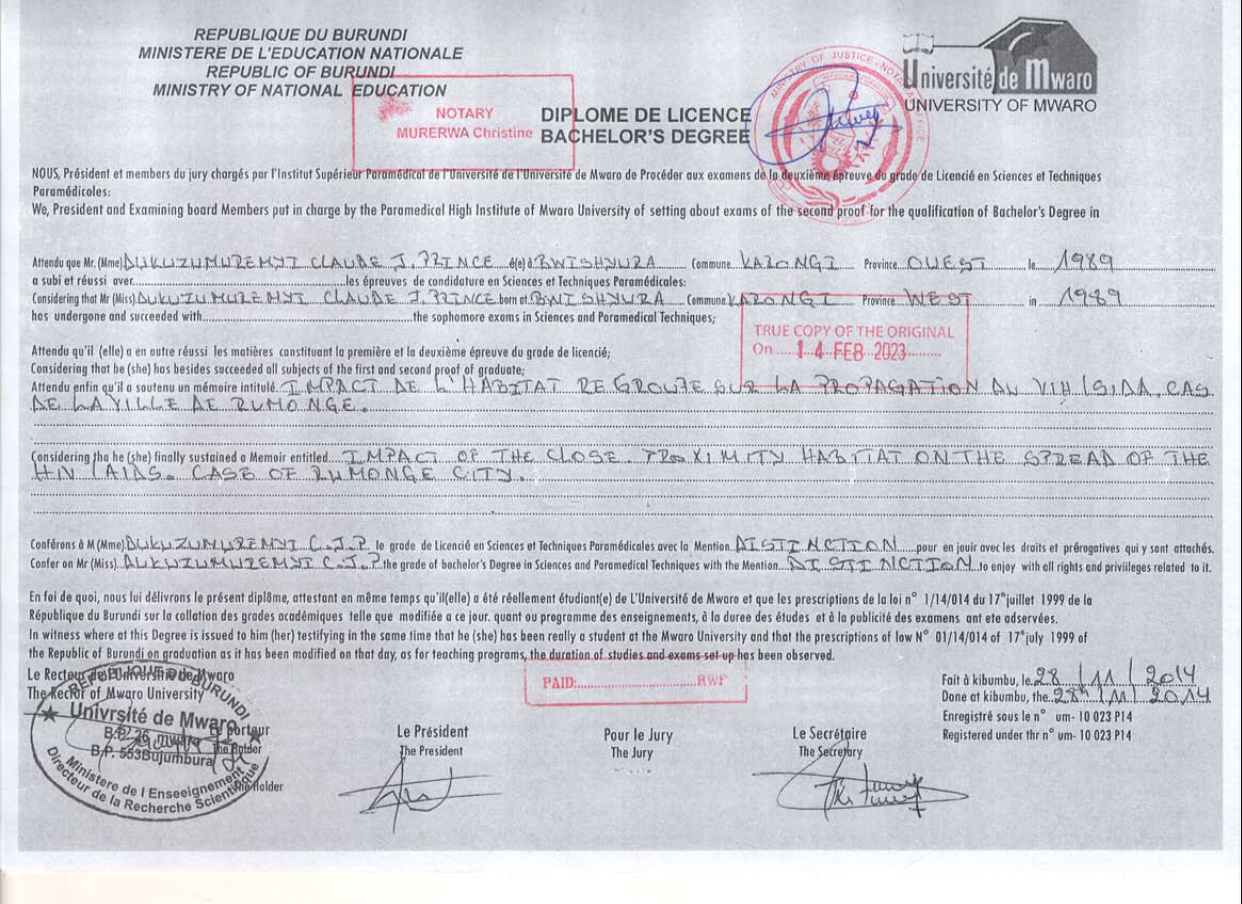 REPUBLIQUE DU BURUNDI
MINISTERE DE L'EDUCATION NATIONALE
REPUBLIC OF BURUNDI
MINISTRY OF NATIONAL EDUCATION
NOTARY
MURERWA Christine
DIPLOME DE LICENCE
BACHELOR'S DEGREE
MINISTRY OF JUSTICE - NOTARY OFFICE
Université de Mwaro
UNIVERSITY OF MWARO
NOUS, Président et members du jury chargés par l'Institut Supérieur Paramédical de l'Université de l'Université de Mwaro de Procéder aux examens de la deuxième épreuve du grade de Licencié en Sciences et Techniques
Paramédicoles:
We, President and Examining board Members put in charge by the Paramedical High Institute of Mwaro University of setting about exams of the second proof for the qualification of Bachelor's Degree in
Attendu que Mr. (Mme) DUKUZUMUREMYI CLAUDE J. PRINCE é(e) à BWISHYURA Commune KARONGI Province OUEST le 1989
a subi et réussi aver les épreuves de condidature en Sciences et Techniques Paramédicales:
Considering that Mr (Miss) DUKUZUMUREMYI CLAUDE J. PRINCE born at BWISHYURA Commune KARONGI Province WEST in 1989
has undergone and succeeded with the sophomore exams in Sciences and Paromedical Techniques;
TRUE COPY OF THE ORIGINAL
On 14 FEB 2023
Attendu qu'il (elle) a en outre réussi les matières constituant la première et la deuxième épreuve du grade de licencié;
Considering that he (she) has besides succeeded all subjects of the first and second proof of graduate;
Attendu enfin qu'il a soutenu un mémoire intitulé. IMPACT DE L'HABITAT REGROUPE SUR LA PROPAGATION DU VIH/SIDA, CAS
DE LA VILLE DE RUMONGE.
Considering tha he (she) finally sustained a Memoir entitled IMPACT OF THE CLOSE PROXIMITY HABITAT ON THE SPREAD OF THE
HIV/AIDS. CASE OF RUMONGE CITY.
Conférons à M (Mme) DUKUZUMUREMYI C.J.P. le grade de Licencié en Sciences et Techniques Paramédicales avec la Mention DISTINCTION pour en jouir avec les droits et prérogatives qui y sont attachés.
Confer on Mr (Miss) DUKUZUMUREMYI C.J.P the grade of bachelor's Degree in Sciences and Paramedical Techniques with the Mention DISTINCTION to enjoy with all rights and priviileges related to it.
En foi de quoi, nous lui délivrons le présent diplôme, attestant en même temps qu'il(elle) a été réellement étudiant(e) de L'Université de Mwaro et que les prescriptions de la loi n° 1/14/014 du 17°juillet 1999 de la
République du Burundi sur la collation des grades académiques telle que modifiée a ce jour. quant ou programme des enseignements, à la duree des études et à la publicité des examens ont ete adservées.
In witness where at this Degree is issued to him (her) testifying in the same time that he (she) has been really a student at the Mwaro University and that the prescriptions of low N° 01/14/014 of 17°july 1999 of
the Republic of Burundi on graduation as it has been modified on that day, as for teaching programs, the duration of studies and exams set up has been observed.
PAID: RWF
Le Recteur de l'Université de Mwaro
The Rector of Mwaro University
REPUBLIQUE DU BURUNDI
Univrsité de Mwaro
B.P. 26 mwaro
B.P. 553Bujumbura
Ministere de l Enseeignement
Directeur de la Recherche Scientifique
Le porteur
The Holder
The Holder
Le Président
The President
Pour le Jury
The Jury
Le Secrétaire
The Secretary
Fait à kibumbu, le 28 / 11 / 2014
Done at kibumbu, the 28th / 11 / 2014
Enregistré sous le n° um- 10 023 P14
Registered under thr n° um- 10 023 P14